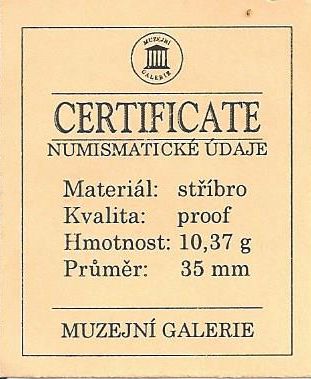 MUZEJNÍ
GALERIE
CERTIFICATE
NUMISMATICKÉ ÚDAJE
Materiál: stříbro
Kvalita: proof
Hmotnost: 10,37 g
Průměr: 35 mm
MUZEJNÍ GALERIE